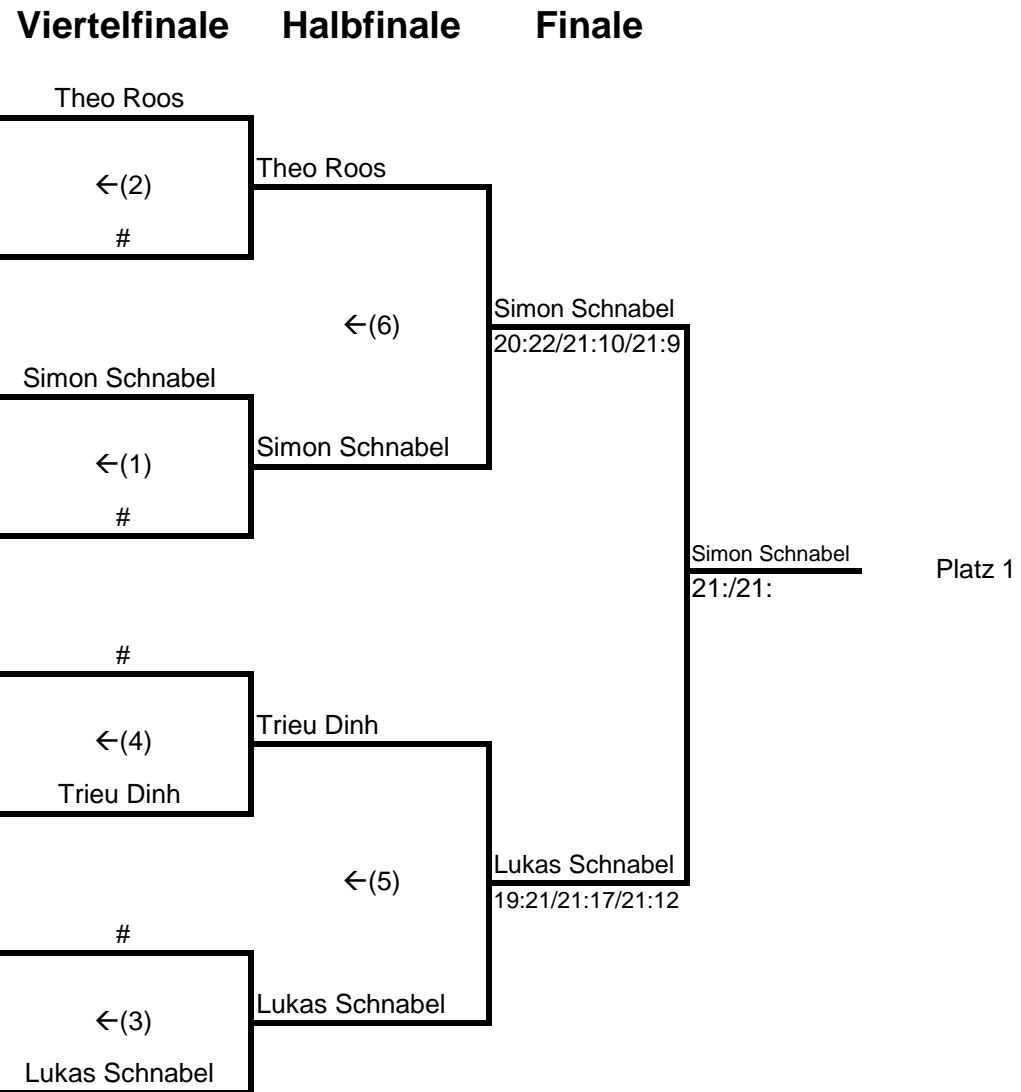 Viertelfinale Halbfinale Finale
Theo Roos
←(2)
#
Theo Roos
←(6)
Simon Schnabel
20:22/21:10/21:9
Simon Schnabel
←(1)
#
Simon Schnabel
Simon Schnabel
21:/21:
Platz 1
#
←(4)
Trieu Dinh
Trieu Dinh
←(5)
Lukas Schnabel
19:21/21:17/21:12
#
←(3)
Lukas Schnabel
Lukas Schnabel